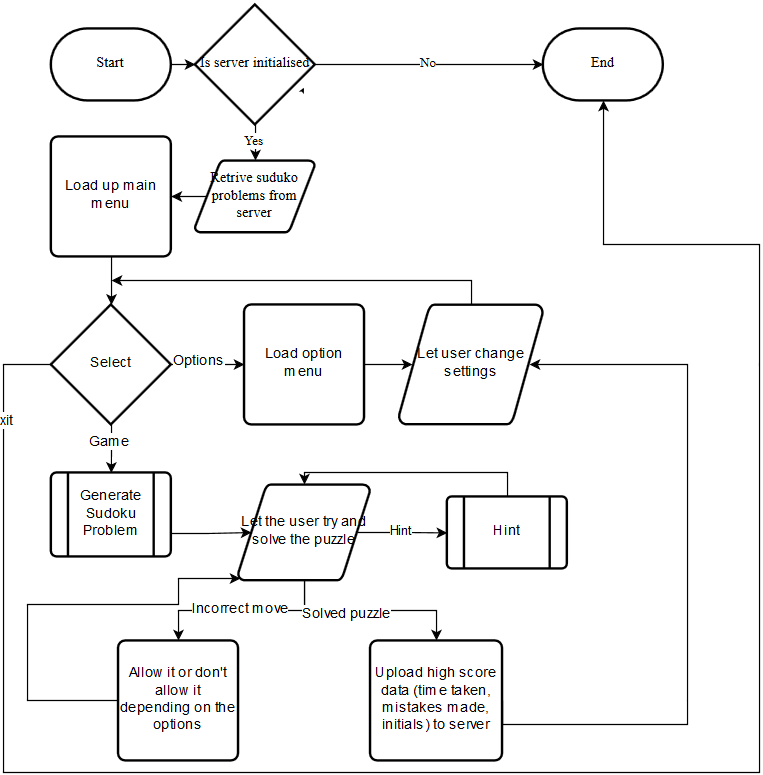 Start
Is server initialised
No
End
Yes
Retrive suduko
problems from
server
Load up main
menu
Select
Options
Load option
menu
Let user change
settings
xit
Game
Generate
Sudoku
Problem
Let the user try and
solve the puzzle
Hint
Hint
Incorrect move
Solved puzzle
Allow it or don't
allow it
depending on the
options
Upload high score
data (time taken,
mistakes made,
initials) to server